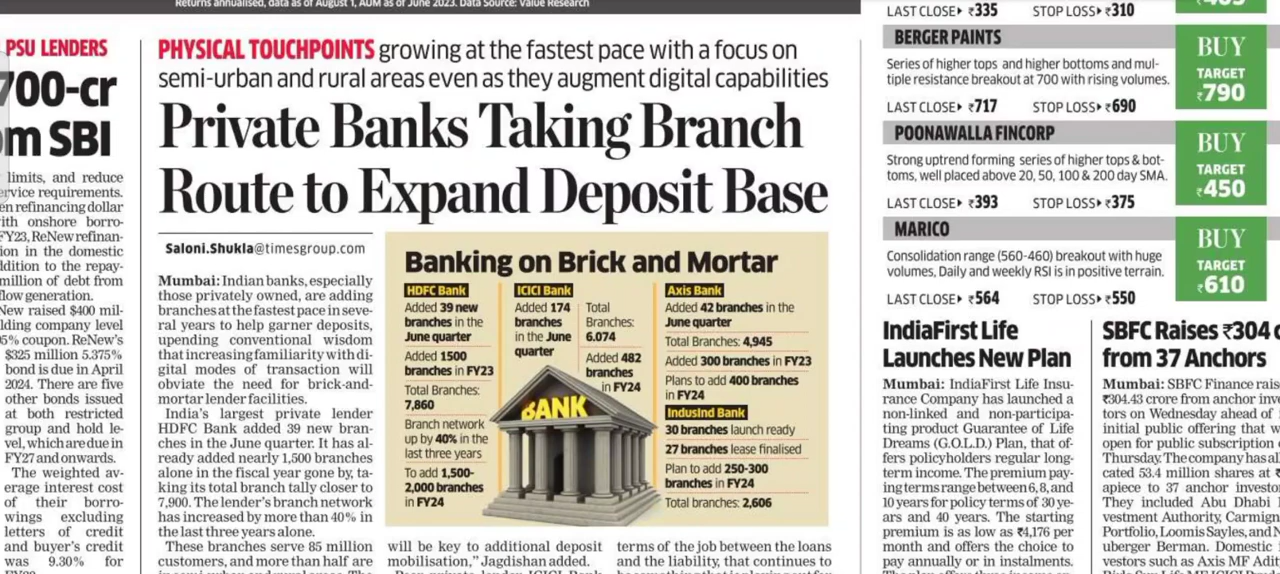 Returns annualised, data as of August 1, AUM as of June 2023. Data Source: Value Research
PSU LENDERS
700-cr
om SBI
limits, and reduce
ervice requirements.
en refinancing dollar
ith onshore borro-
FY23, ReNew refinan-
ion in the domestic
ddition to the repay-
million of debt from
flow generation.
New raised $400 mil-
lding company level
5% coupon. ReNew's
$325 million 5.375%
bond is due in April
2024. There are five
other bonds issued
at both restricted
group and hold le-
vel, which are due in
FY27 and onwards.
The weighted av-
erage interest cost
of their borro-
wings excluding
letters of credit
and buyer's credit
was 9.30% for
PHYSICAL TOUCHPOINTS growing at the fastest pace with a focus on
semi-urban and rural areas even as they augment digital capabilities
Private Banks Taking Branch
Route to Expand Deposit Base
Saloni.Shukla@timesgroup.com
Mumbai: Indian banks, especially
those privately owned, are adding
branches at the fastest pace in seve-
ral years to help garner deposits,
upending conventional wisdom
that increasing familiarity with di-
gital modes of transaction will
obviate the need for brick-and-
mortar lender facilities.
India's largest private lender
HDFC Bank added 39 new bran-
ches in the June quarter. It has al-
ready added nearly 1,500 branches
alone in the fiscal year gone by, ta-
king its total branch tally closer to
7,900. The lender's branch network
has increased by more than 40% in
the last three years alone.
These branches serve 85 million
customers, and more than half are
Banking on Brick and Mortar
HDFC Bank
Added 39 new
branches in the
June quarter
Added 1500
branches in FY23
Total Branches:
7,860
Branch network
up by 40% in the
last three years
To add 1,500-
2,000 branches
in FY24
ICICI Bank
Added 174
branches
in the June
quarter
Total
Branches:
6.074
Added 482
branches
in FY24
BANK
Axis Bank
Added 42 branches in the
June quarter
Total Branches: 4,945
Added 300 branches in FY23
Plans to add 400 branches
in FY24
IndusInd Bank
30 branches launch ready
27 branches lease finalised
Plan to add 250-300
branches in FY24
Total branches: 2,606
will be key to additional deposit
mobilisation," Jagdishan added.
terms of the job between the loans
and the liability, that continues to
LAST CLOSE ₹335 STOP LOSS ₹310
BERGER PAINTS
Series of higher tops and higher bottoms and mul-
tiple resistance breakout at 700 with rising volumes.
LAST CLOSE ₹717 STOP LOSS ₹690
BUY
TARGET
₹790
POONAWALLA FINCORP
Strong uptrend forming series of higher tops & bot-
toms, well placed above 20, 50, 100 & 200 day SMA.
LAST CLOSE ₹393 STOP LOSS ₹375
BUY
TARGET
₹450
MARICO
Consolidation range (560-460) breakout with huge
volumes, Daily and weekly RSI is in positive terrain.
LAST CLOSE ₹564 STOP LOSS ₹550
BUY
TARGET
₹610
IndiaFirst Life
Launches New Plan
Mumbai: IndiaFirst Life Insu-
rance Company has launched a
non-linked and non-participa-
ting product Guarantee of Life
Dreams (G.O.L.D.) Plan, that of-
fers policyholders regular long-
term income. The premium pay-
ing terms range between 6, 8, and
10 years for policy terms of 30 ye-
ars and 40 years. The starting
premium is as low as ₹4,176 per
month and offers the choice to
pay annually or in instalments.
SBFC Raises ₹304
from 37 Anchors
Mumbai: SBFC Finance rais
₹304.43 crore from anchor inve
tors on Wednesday ahead of
initial public offering that w
open for public subscription
Thursday. The company has al
cated 53.4 million shares at
apiece to 37 anchor investo
They included Abu Dhabi
vestment Authority, Carmign
Portfolio, Loomis Sayles, and N
uberger Berman. Domestic i
vestors such as Axis MF Adit